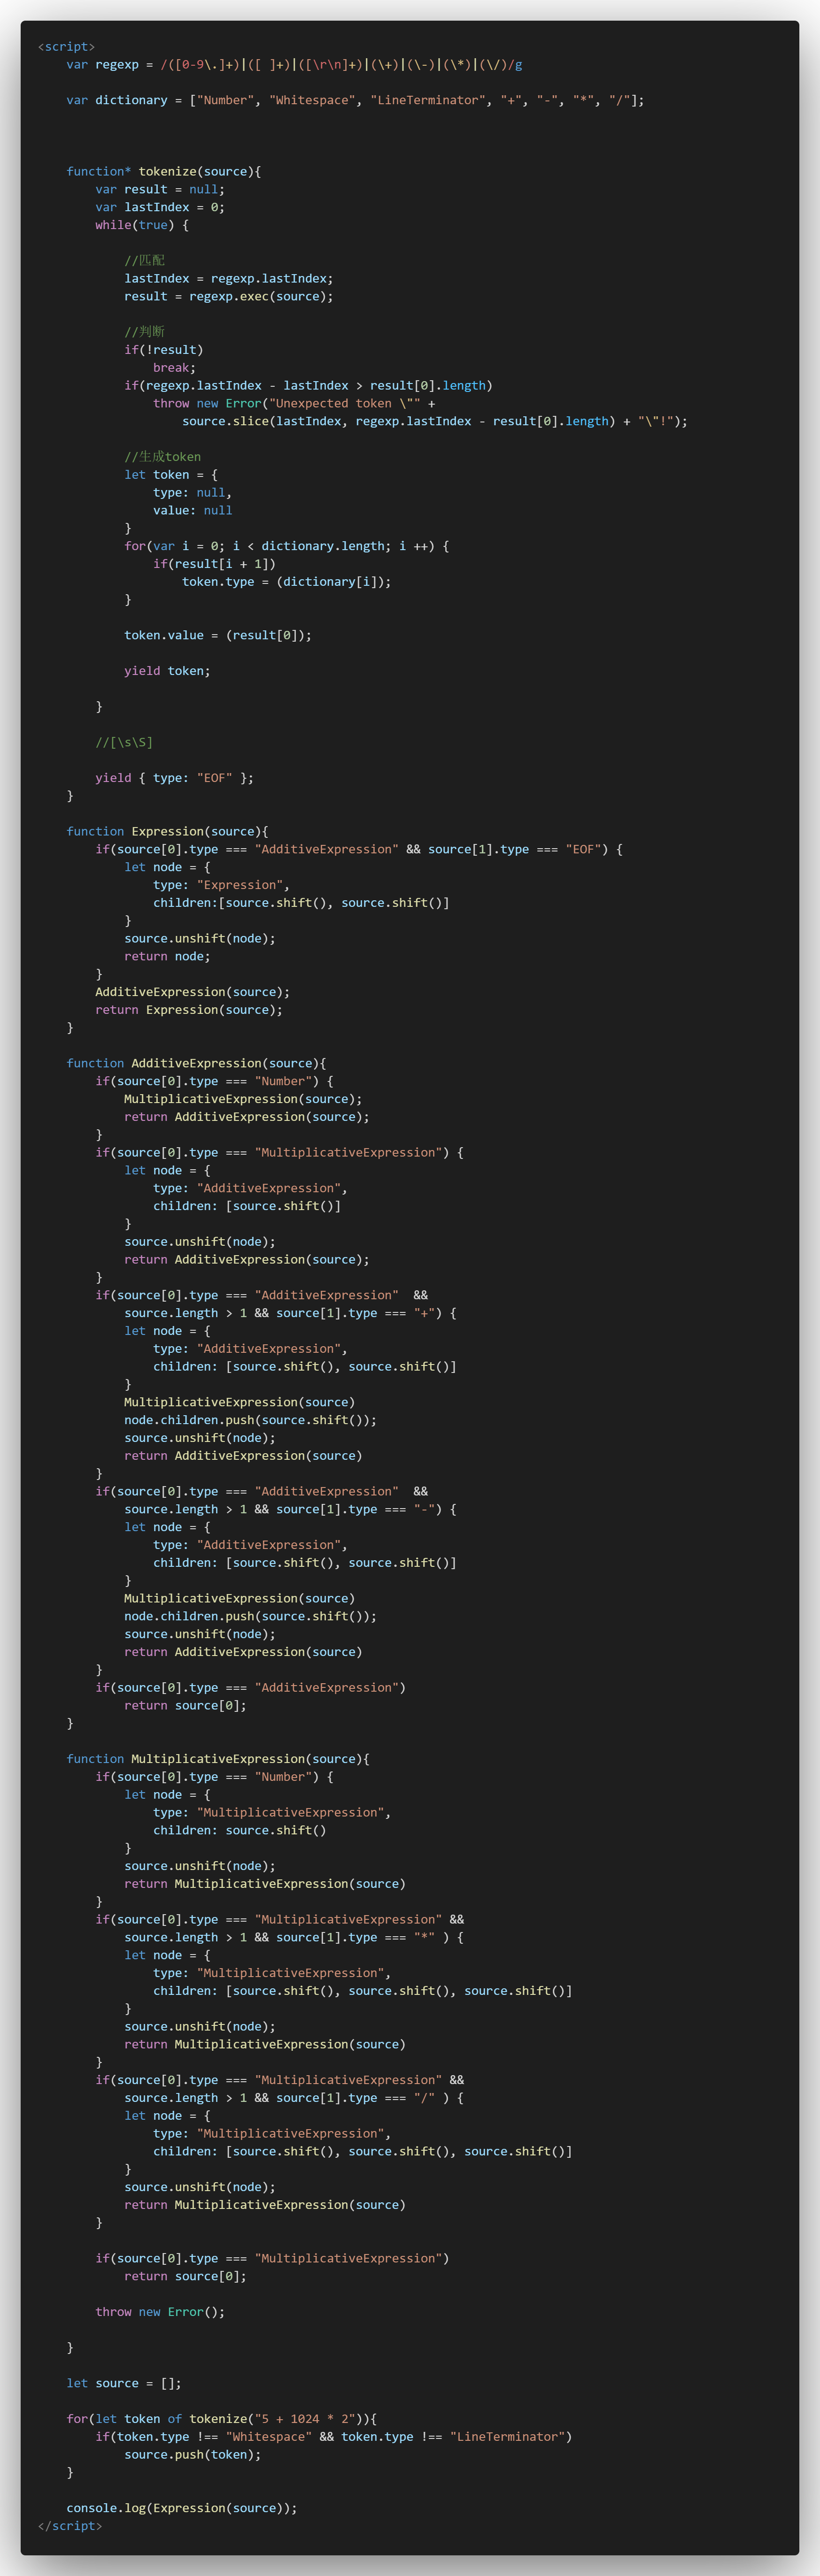 <script>
    var regexp = /([0-9\.]+)|([ ]+)|([\r\n]+)|(\+)|(\-)|(\*)|(\/)/g
    var dictionary = ["Number", "Whitespace", "LineTerminator", "+", "-", "*", "/"];
    function* tokenize(source){
        var result = null;
        var lastIndex = 0;
        while(true) {
            //匹配
            lastIndex = regexp.lastIndex;
            result = regexp.exec(source);
            //判断
            if(!result)
                break;
            if(regexp.lastIndex - lastIndex > result[0].length)
                throw new Error("Unexpected token \"" +
                    source.slice(lastIndex, regexp.lastIndex - result[0].length) + "\"!");
            //生成token
            let token = {
                type: null,
                value: null
            }
            for(var i = 0; i < dictionary.length; i ++) {
                if(result[i + 1])
                    token.type = (dictionary[i]);
            }
            token.value = (result[0]);
            yield token;
        }
        //[\s\S]
        yield { type: "EOF" };
    }
    function Expression(source){
        if(source[0].type === "AdditiveExpression" && source[1].type === "EOF") {
            let node = {
                type: "Expression",
                children:[source.shift(), source.shift()]
            }
            source.unshift(node);
            return node;
        }
        AdditiveExpression(source);
        return Expression(source);
    }
    function AdditiveExpression(source){
        if(source[0].type === "Number") {
            MultiplicativeExpression(source);
            return AdditiveExpression(source);
        }
        if(source[0].type === "MultiplicativeExpression") {
            let node = {
                type: "AdditiveExpression",
                children: [source.shift()]
            }
            source.unshift(node);
            return AdditiveExpression(source);
        }
        if(source[0].type === "AdditiveExpression"  &&
            source.length > 1 && source[1].type === "+") {
            let node = {
                type: "AdditiveExpression",
                children: [source.shift(), source.shift()]
            }
            MultiplicativeExpression(source)
            node.children.push(source.shift());
            source.unshift(node);
            return AdditiveExpression(source)
        }
        if(source[0].type === "AdditiveExpression"  &&
            source.length > 1 && source[1].type === "-") {
            let node = {
                type: "AdditiveExpression",
                children: [source.shift(), source.shift()]
            }
            MultiplicativeExpression(source)
            node.children.push(source.shift());
            source.unshift(node);
            return AdditiveExpression(source)
        }
        if(source[0].type === "AdditiveExpression")
            return source[0];
    }
    function MultiplicativeExpression(source){
        if(source[0].type === "Number") {
            let node = {
                type: "MultiplicativeExpression",
                children: source.shift()
            }
            source.unshift(node);
            return MultiplicativeExpression(source)
        }
        if(source[0].type === "MultiplicativeExpression" &&
            source.length > 1 && source[1].type === "*" ) {
            let node = {
                type: "MultiplicativeExpression",
                children: [source.shift(), source.shift(), source.shift()]
            }
            source.unshift(node);
            return MultiplicativeExpression(source)
        }
        if(source[0].type === "MultiplicativeExpression" &&
            source.length > 1 && source[1].type === "/" ) {
            let node = {
                type: "MultiplicativeExpression",
                children: [source.shift(), source.shift(), source.shift()]
            }
            source.unshift(node);
            return MultiplicativeExpression(source)
        }
        if(source[0].type === "MultiplicativeExpression")
            return source[0];
        throw new Error();
    }
    let source = [];
    for(let token of tokenize("5 + 1024 * 2")){
        if(token.type !== "Whitespace" && token.type !== "LineTerminator")
            source.push(token);
    }
    console.log(Expression(source));
</script>